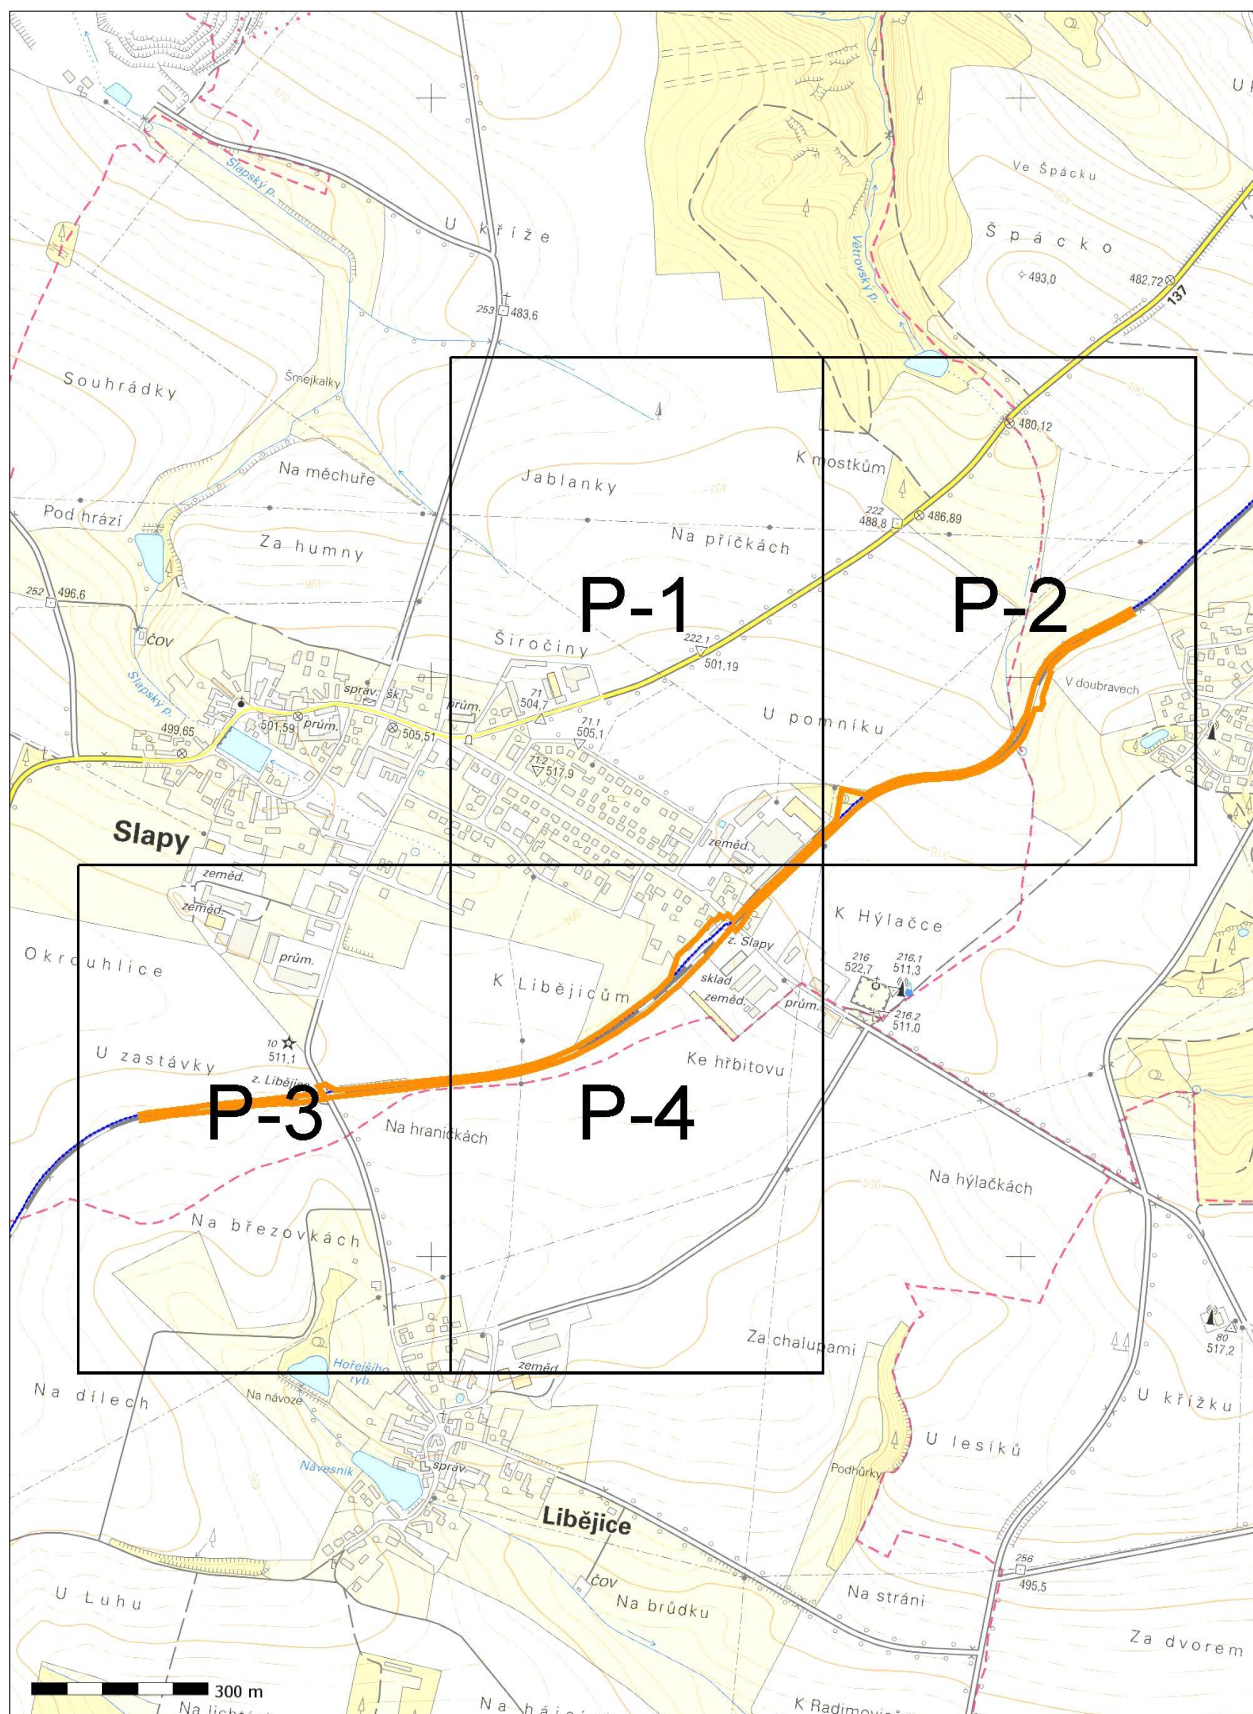 Slapský p.
U kříže
Ve Špácku
Špácko
Větrovský p.
493,0
482,72
137
253
483,6
Souhrádky
Šmejkalky
480,12
K mostkům
Na měchuře
Jablanky
222
488,8
486,89
Pod hrází
Za humny
Na příčkách
252
496,6
P-1
P-2
ČOV
Širočiny
222.1
501,19
Slapský p.
správ.
šk.
prům.
71
504,7
V doubravech
U pomníku
499,65
501,59
prům.
505,51
71.1
505,1
71.2
517,9
Slapy
zeměd.
zeměd.
zeměd.
K Hýlačce
Okrouhlice
prům.
z. Slapy
216
522,7
216.1
511,3
K Libějicům
sklad
zeměd.
prům.
216.2
511,0
10
511,1
U zastávky
z. Libějice
Ke hřbitovu
P-3
P-4
Na hraničkách
Na hýlačkách
Na březovkách
Za chalupami
80
517,2
Hořejšího
ryb.
zeměd.
Na dílech
Na návoze
U křížku
U lesíků
Návesník
správ.
Podhůrky
Libějice
256
495,5
ČOV
U Luhu
Na brůdku
Na stráni
Za dvorem
300 m
K Radimovic